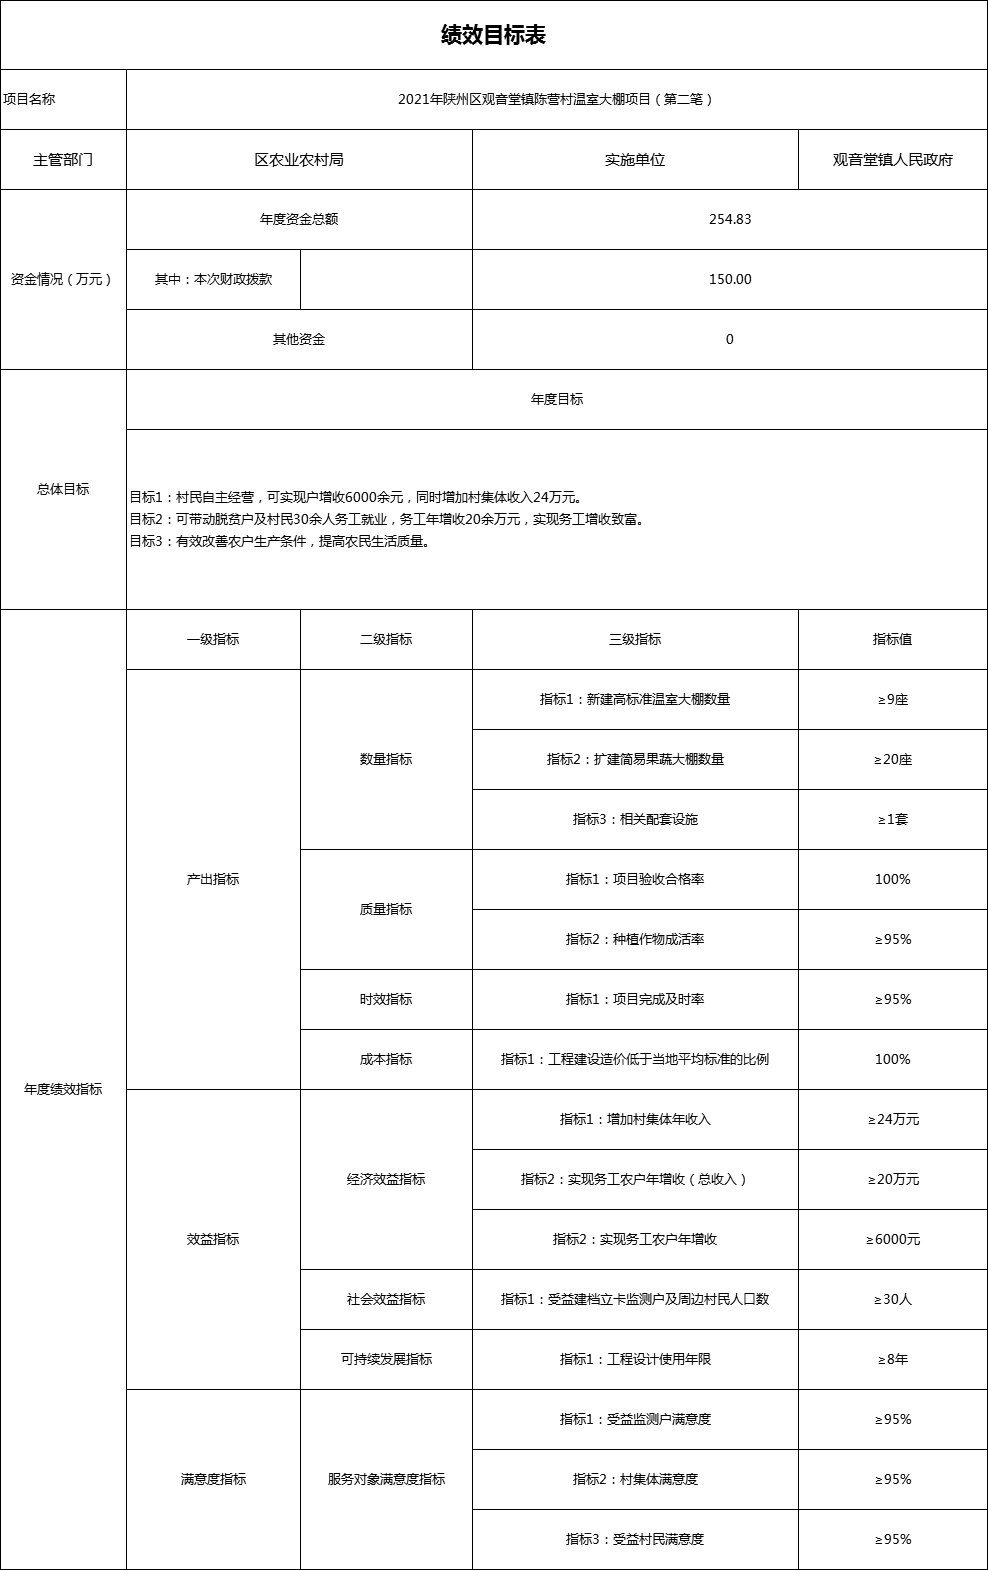 绩效目标表
项目名称
2021年陕州区观音堂镇陈营村温室大棚项目（第二笔）
主管部门
区农业农村局
实施单位
观音堂镇人民政府
资金情况（万元）
年度资金总额
254.83
其中：本次财政拨款
150.00
其他资金
0
总体目标
年度目标
目标1：村民自主经营，可实现户增收6000余元，同时增加村集体收入24万元。
目标2：可带动脱贫户及村民30余人务工就业，务工年增收20余万元，实现务工增收致富。
目标3：有效改善农户生产条件，提高农民生活质量。
年度绩效指标
一级指标
二级指标
三级指标
指标值
产出指标
数量指标
指标1：新建高标准温室大棚数量
≥9座
指标2：扩建简易果蔬大棚数量
≥20座
指标3：相关配套设施
≥1套
质量指标
指标1：项目验收合格率
100%
指标2：种植作物成活率
≥95%
时效指标
指标1：项目完成及时率
≥95%
成本指标
指标1：工程建设造价低于当地平均标准的比例
100%
效益指标
经济效益指标
指标1：增加村集体年收入
≥24万元
指标2：实现务工农户年增收（总收入）
≥20万元
指标2：实现务工农户年增收
≥6000元
社会效益指标
指标1：受益建档立卡监测户及周边村民人口数
≥30人
可持续发展指标
指标1：工程设计使用年限
≥8年
满意度指标
服务对象满意度指标
指标1：受益监测户满意度
≥95%
指标2：村集体满意度
≥95%
指标3：受益村民满意度
≥95%